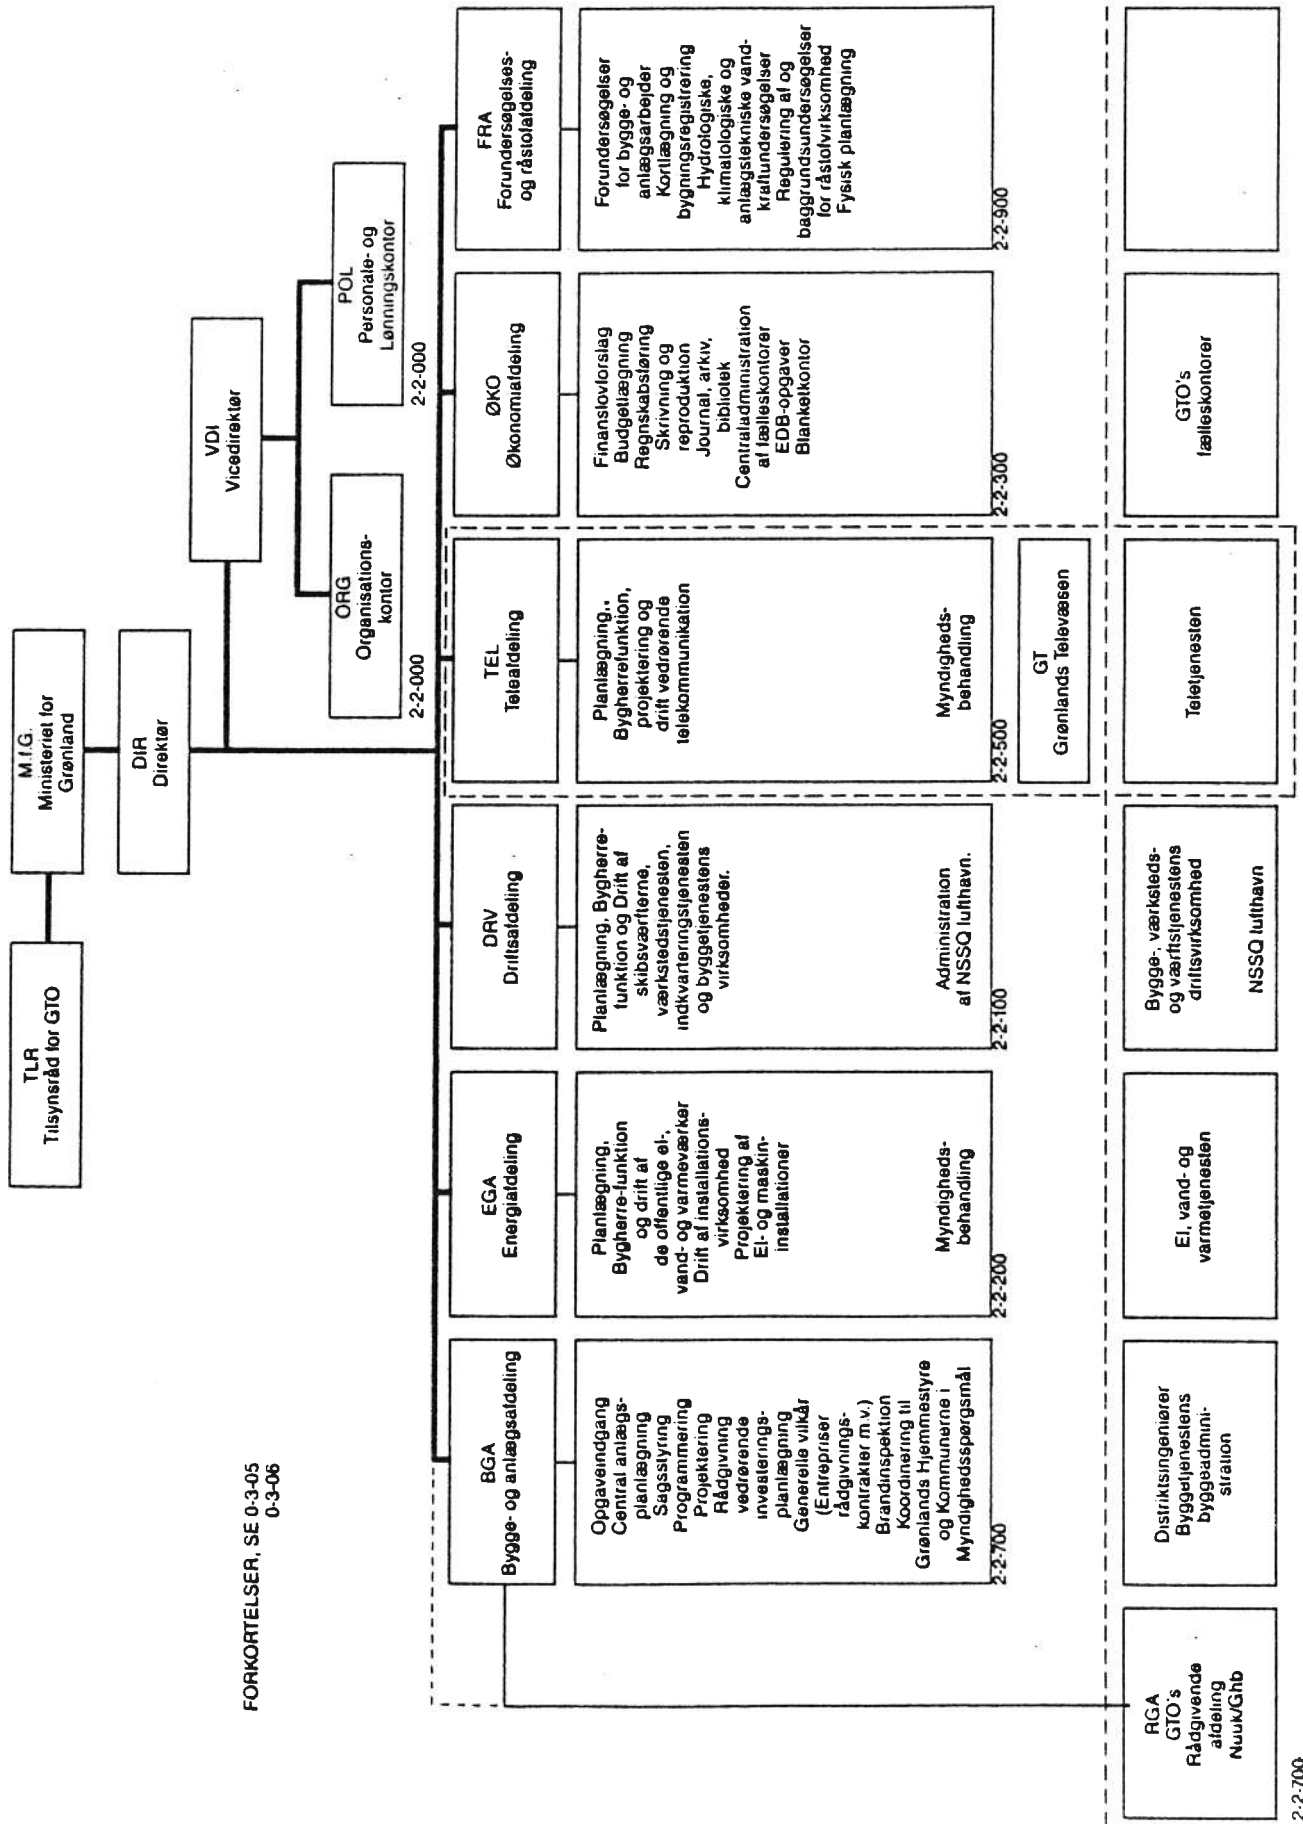 TLR
Tilsynsråd for GTO
M.f.G.
Ministeriet for
Grønland
DIR
Direktør
VDI
Vicedirektør
ORG
Organisations-
kontor
2-2-000
POL
Personale- og
Lønningskontor
2-2-000
FORKORTELSER, SE 0-3-05
0-3-06
BGA
Bygge- og anlægsafdeling
Opgaveindgang
Central anlægs-
planlægning
Sagsstyring
Programmering
Projektering
Rådgivning
vedrørende
investerings-
planlægning
Generelle vilkår
(Entrepriser
rådgivnings-
kontrakter m.v.)
Brandinspektion
Koordinering til
Grønlands Hjemmestyre
og Kommunerne i
Myndighedsspørgsmål
2-2-700
EGA
Energiafdeling
Planlægning,
Bygherre-funktion
og drift af
de offentlige el-,
vand- og varmeværker
Drift af installations-
virksomhed
Projektering af
El- og maskin-
installationer
Myndigheds-
behandling
2-2-200
DRV
Driftsafdeling
Planlægning, Bygherre-
funktion og Drift af
skibsværfterne,
værkstedstjenesten,
indkvarteringstjenesten
og byggetjenestens
virksomheder.
Administration
af NSSQ lufthavn.
2-2-100
TEL
Teleafdeling
Planlægning,,
Bygherrefunktion,
projektering og
drift vedrørende
telekommunikation
Myndigheds-
behandling
2-2-500
GT
Grønlands Televæsen
ØKO
Økonomiafdeling
Finanslovforslag
Budgetlægning
Regnskabsføring
Skrivning og
reproduktion
Journal, arkiv,
bibliotek
Centraladministration
af fælleskontorer
EDB-opgaver
Blanketkontor
2-2-300
FRA
Forundersøgelses-
og råstofafdeling
Forundersøgelser
for bygge- og
anlægsarbejder
Kortlægning og
bygningsregistrering
Hydrologiske,
klimatologiske og
anlægstekniske vand-
kraftundersøgelser
Regulering af og
baggrundsundersøgelser
for råstofvirksomhed
Fysisk planlægning
2-2-900
RGA
GTO's
Rådgivende
afdeling
Nuuk/Ghb
2-2-700
Distriktsingeniører
Byggetjenestens
byggeadmini-
stration
El, vand- og
varmetjenesten
Bygge-, værksteds-
og værftstjenestens
driftsvirksomhed
NSSQ lufthavn
Teletjenesten
GTO's
fælleskontorer